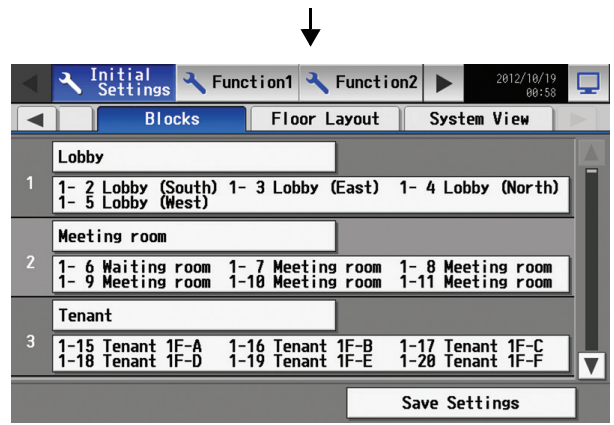 Initial Settings Function1 Function2 2012/10/19 00:58
Blocks Floor Layout System View
Lobby
1
1- 2 Lobby (South) 1- 3 Lobby (East) 1- 4 Lobby (North)
1- 5 Lobby (West)
Meeting room
2
1- 6 Waiting room 1- 7 Meeting room 1- 8 Meeting room
1- 9 Meeting room 1-10 Meeting room 1-11 Meeting room
Tenant
3
1-15 Tenant 1F-A 1-16 Tenant 1F-B 1-17 Tenant 1F-C
1-18 Tenant 1F-D 1-19 Tenant 1F-E 1-20 Tenant 1F-F
Save Settings